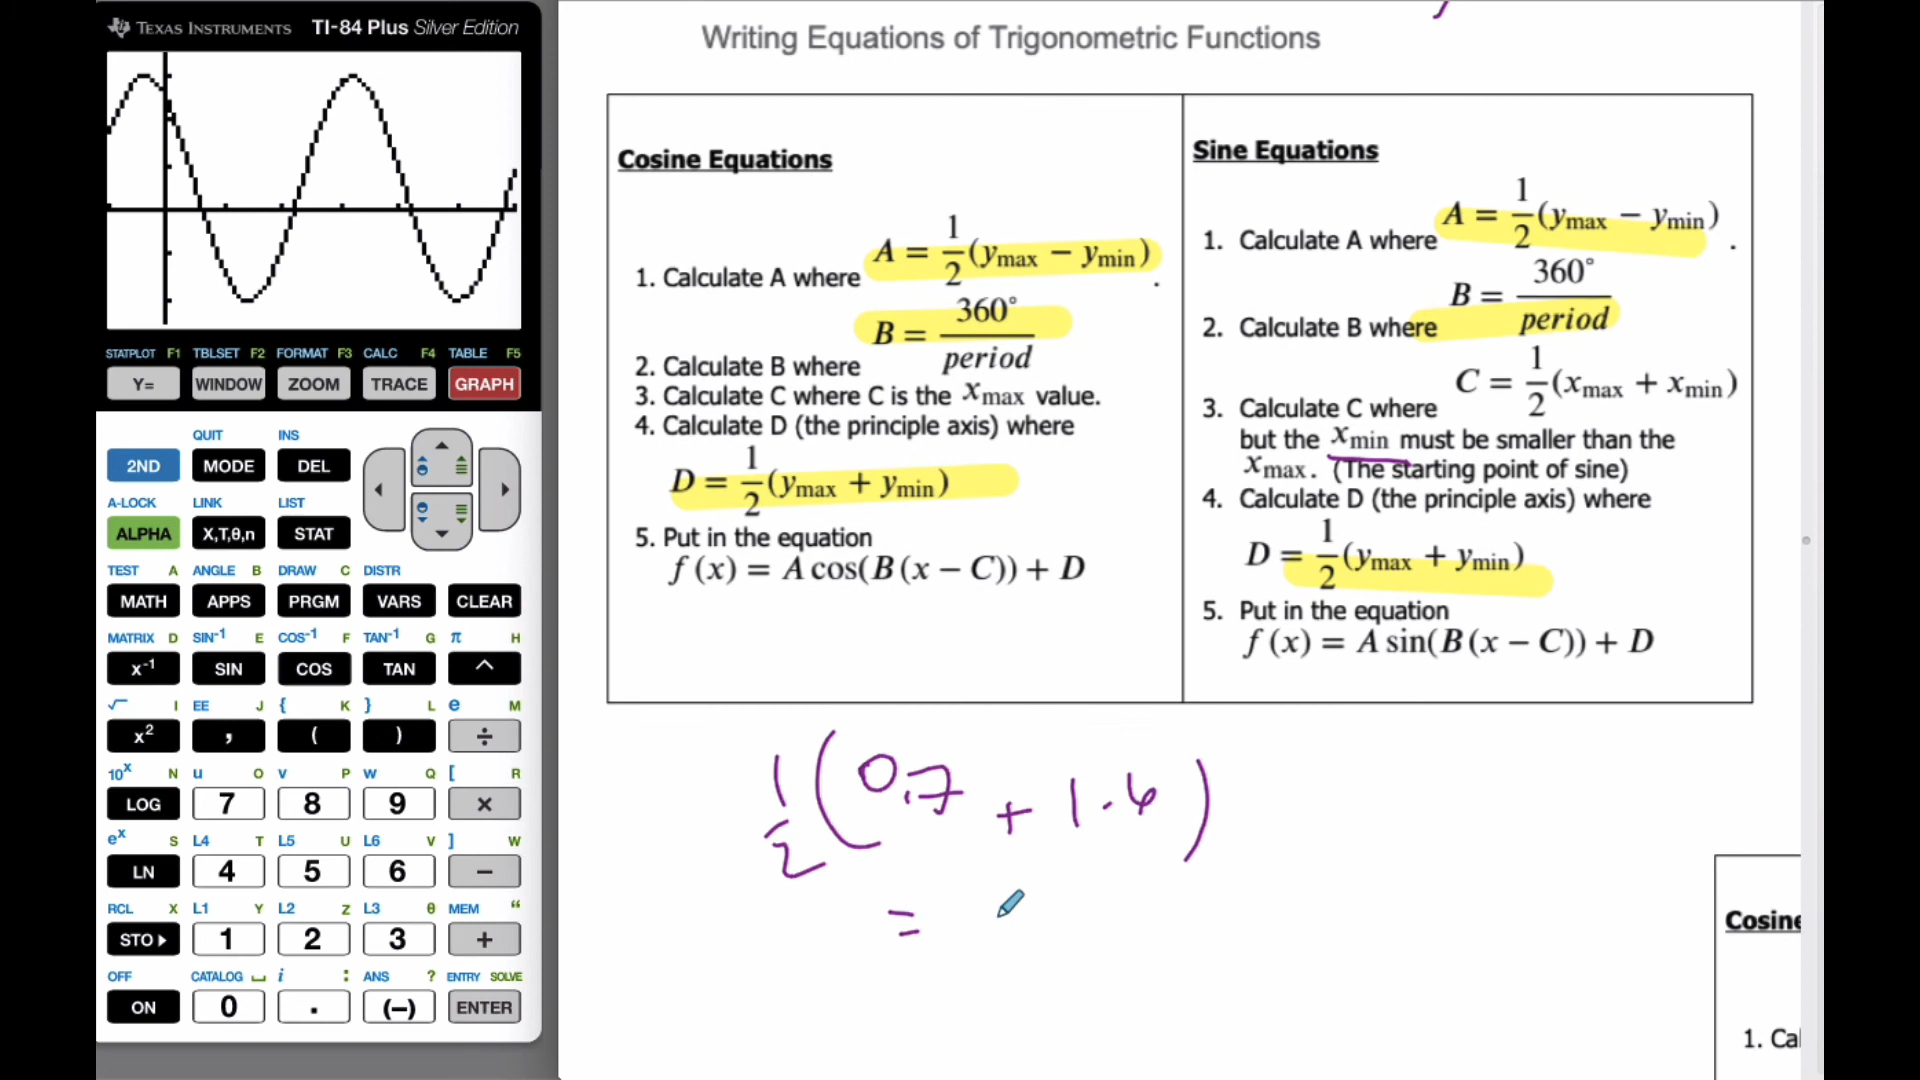 TEXAS INSTRUMENTS TI-84 Plus Silver Edition
STATPLOT F1 TBLSET F2 FORMAT F3 CALC F4 TABLE F5
Y= WINDOW ZOOM TRACE GRAPH
QUIT INS
2ND MODE DEL
A-LOCK LINK LIST
ALPHA X,T,θ,n STAT
TEST A ANGLE B DRAW C DISTR
MATH APPS PRGM VARS CLEAR
MATRIX D SIN⁻¹ E COS⁻¹ F TAN⁻¹ G π H
x⁻¹ SIN COS TAN ^
√ I EE J { K } L e M
x² , ( ) ÷
10ˣ N u O v P w Q [ R
LOG 7 8 9 ×
eˣ S L4 T L5 U L6 V ] W
LN 4 5 6 −
RCL X L1 Y L2 Z L3 θ MEM “
STO▸ 1 2 3 +
OFF CATALOG ⎵ i : ANS ? ENTRY SOLVE
ON 0 . (−) ENTER
Writing Equations of Trigonometric Functions
Cosine Equations
1. Calculate A where A = 1/2(ymax − ymin) .
2. Calculate B where B = 360°/period
3. Calculate C where C is the xmax value.
4. Calculate D (the principle axis) where
D = 1/2(ymax + ymin)
5. Put in the equation
f(x) = A cos(B(x − C)) + D
Sine Equations
1. Calculate A where A = 1/2(ymax − ymin) .
2. Calculate B where B = 360°/period
3. Calculate C where C = 1/2(xmax + xmin)
but the xmin must be smaller than the
xmax. (The starting point of sine)
4. Calculate D (the principle axis) where
D = 1/2(ymax + ymin)
5. Put in the equation
f(x) = A sin(B(x − C)) + D
1/2(0.7 + 1.6)
=
Cosine
1. Cal